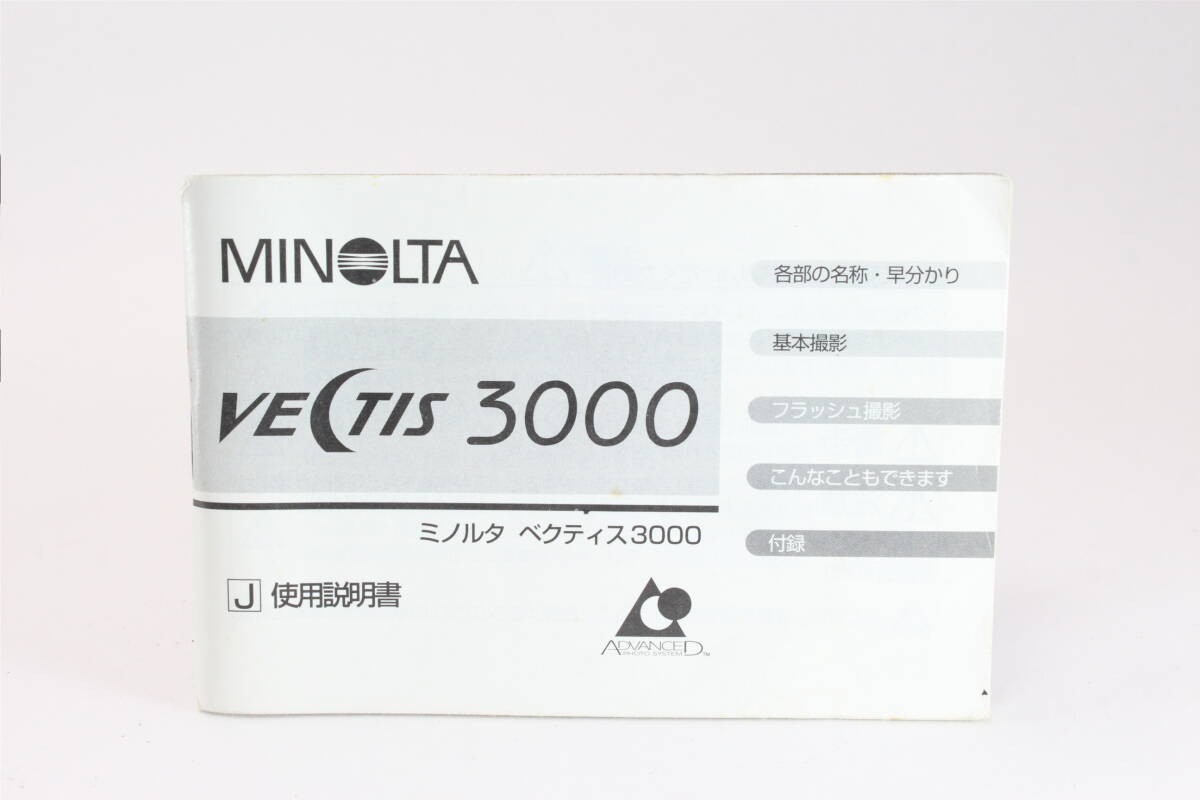 MINOLTA
VECTIS 3000
ミノルタ ベクティス3000
J 使用説明書
ADVANCED™
PHOTO SYSTEM
各部の名称・早分かり
基本撮影
フラッシュ撮影
こんなこともできます
付録